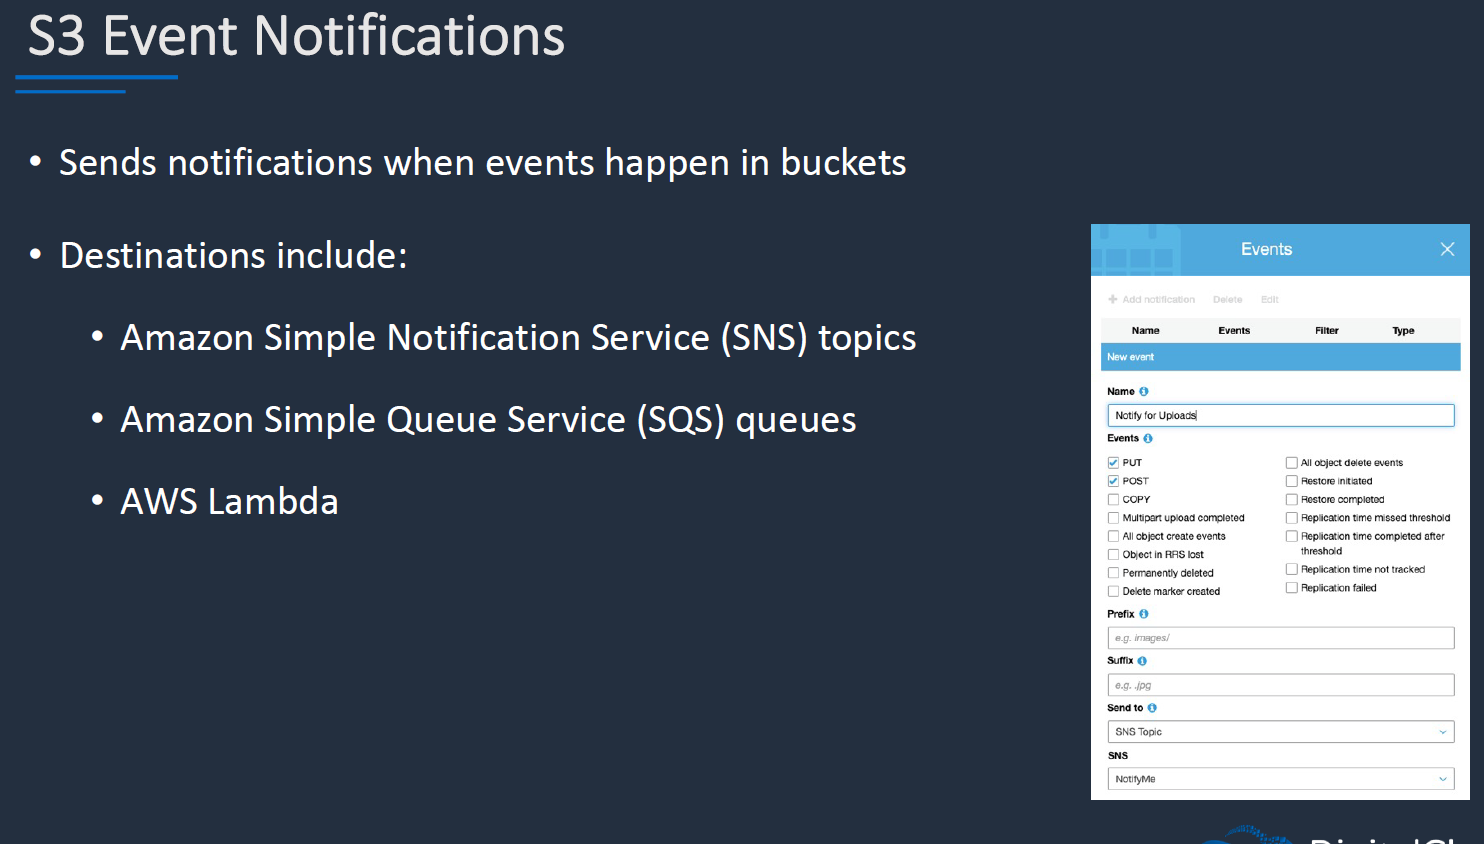 S3 Event Notifications
• Sends notifications when events happen in buckets
• Destinations include:
• Amazon Simple Notification Service (SNS) topics
• Amazon Simple Queue Service (SQS) queues
• AWS Lambda
Events
Add notification Delete Edit
Name Events Filter Type
New event
Name
Notify for Uploads
Events
PUT
POST
COPY
Multipart upload completed
All object create events
Object in RRS lost
Permanently deleted
Delete marker created
All object delete events
Restore initiated
Restore completed
Replication time missed threshold
Replication time completed after
threshold
Replication time not tracked
Replication failed
Prefix
e.g. images/
Suffix
e.g. .jpg
Send to
SNS Topic
SNS
NotifyMe